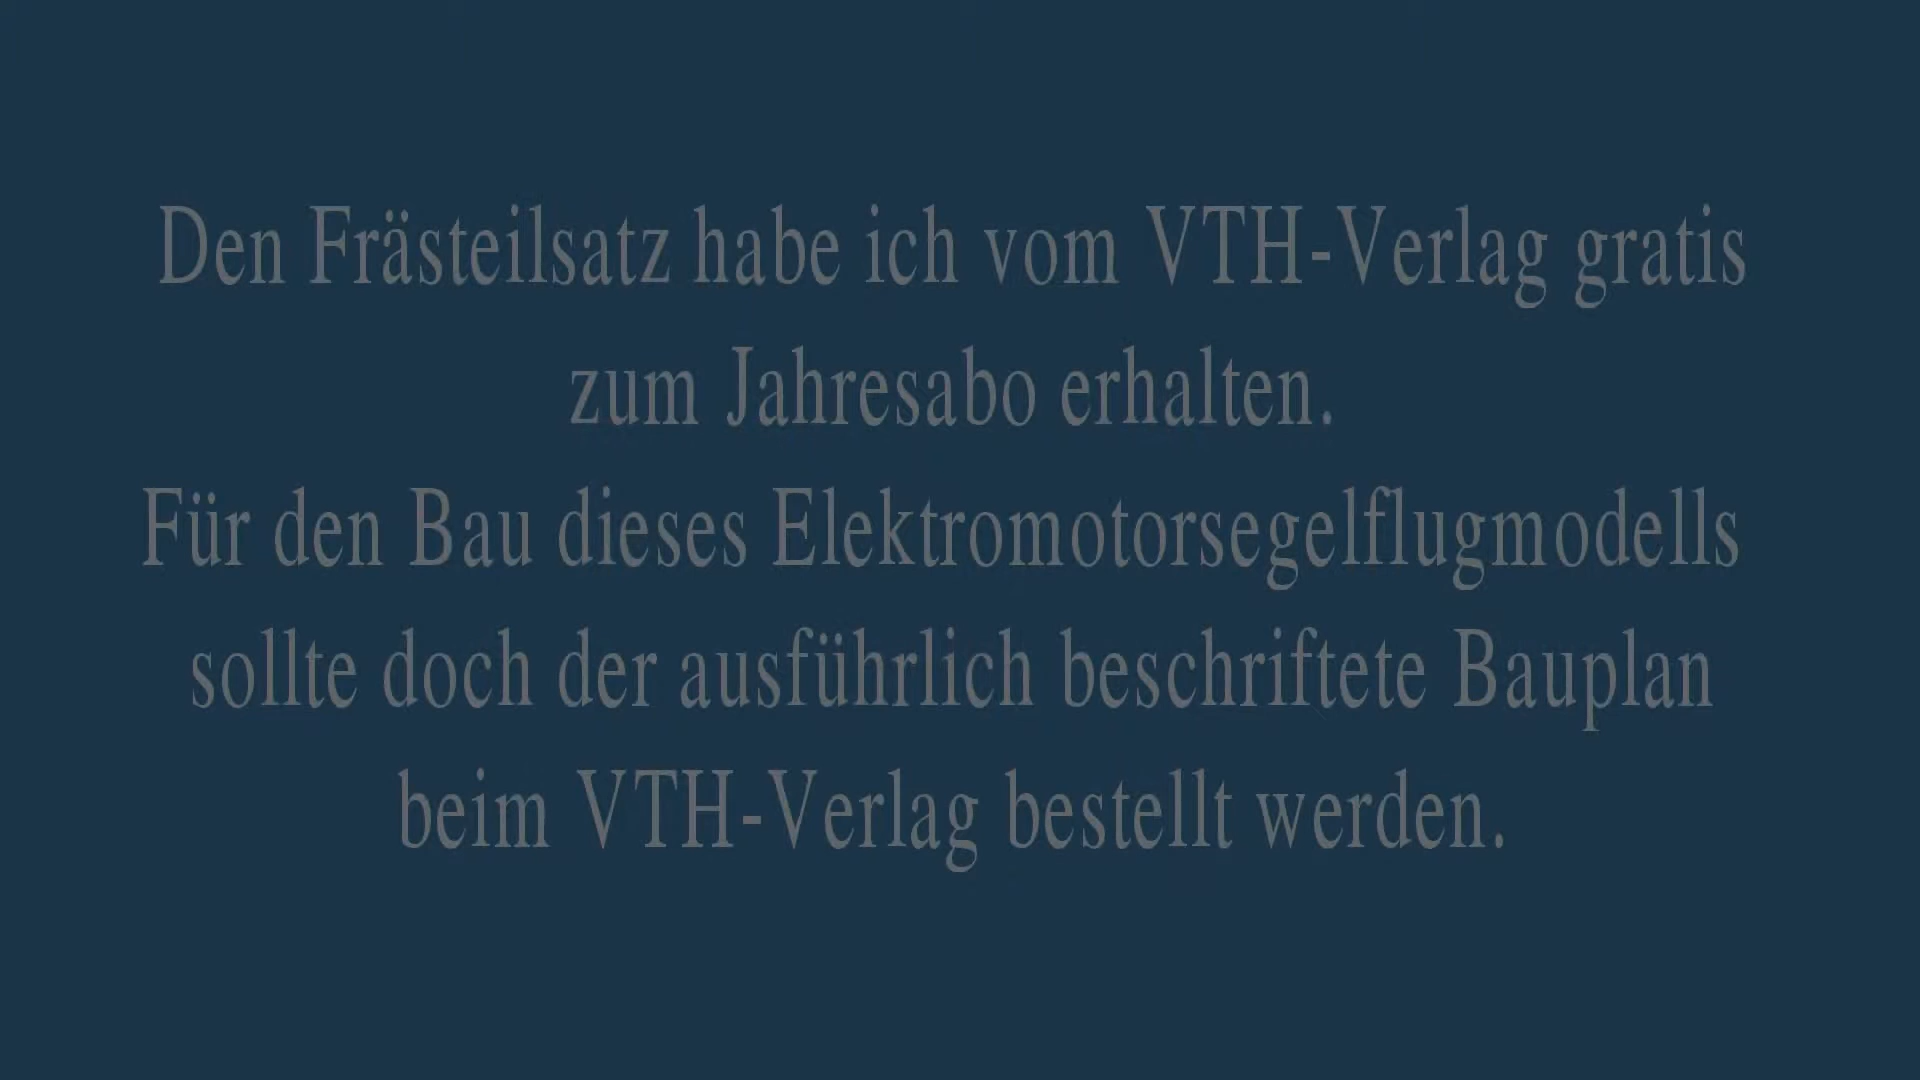 Den Frästeilsatz habe ich vom VTH-Verlag gratis
zum Jahresabo erhalten.
Für den Bau dieses Elektromotorsegelflugmodells
sollte doch der ausführlich beschriftete Bauplan
beim VTH-Verlag bestellt werden.